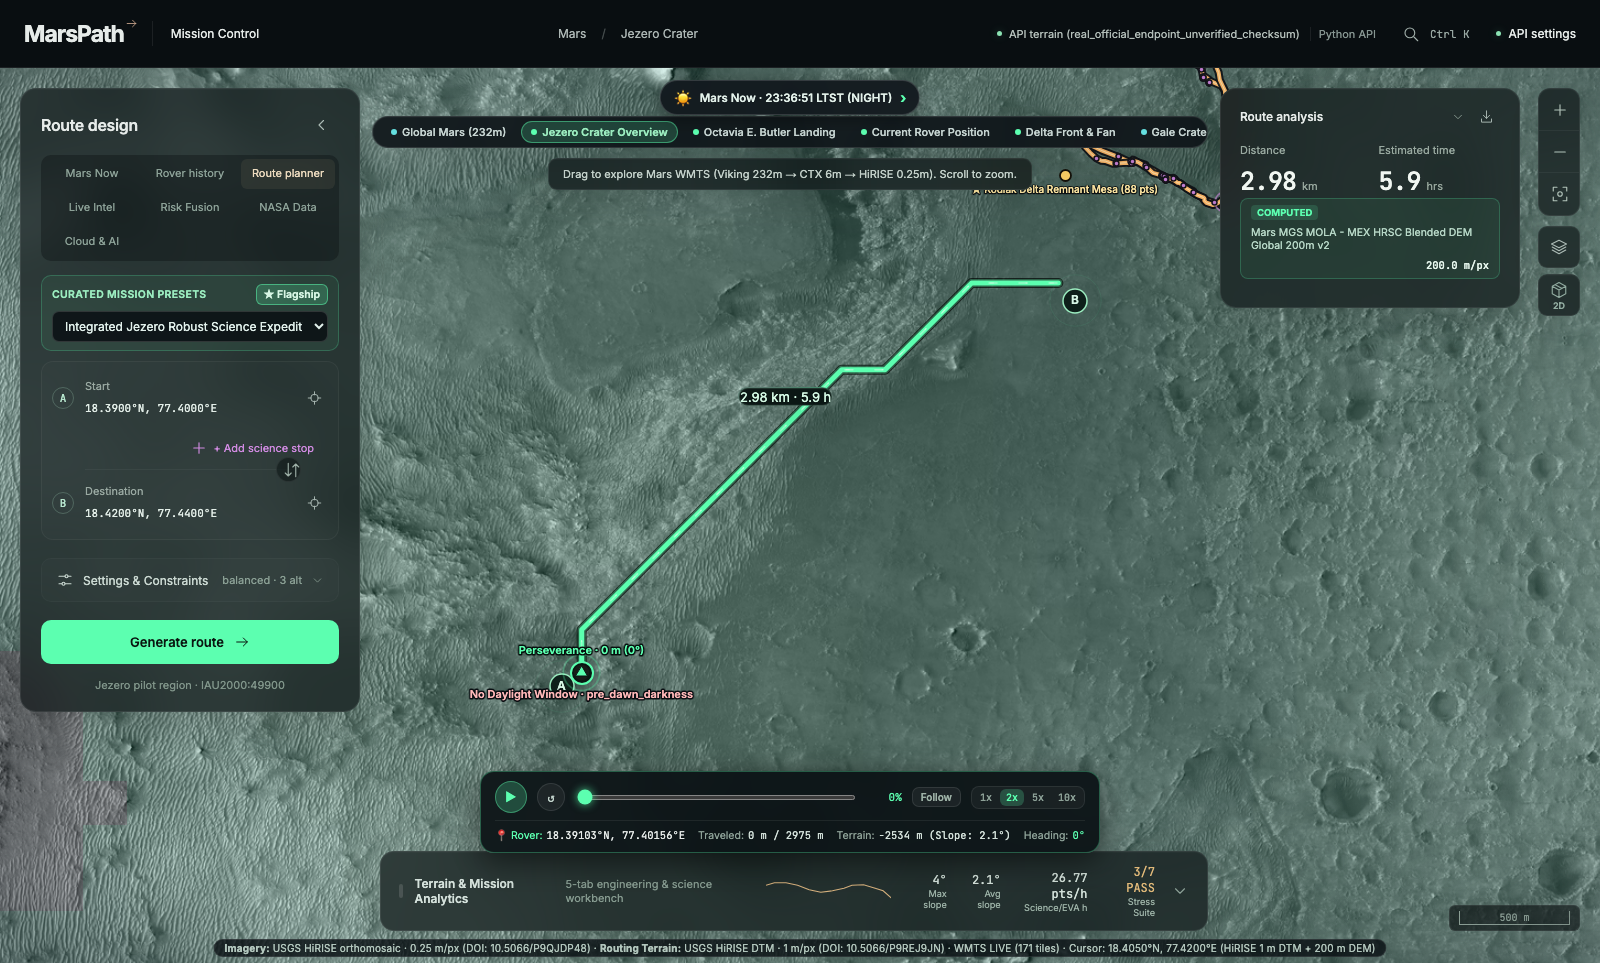 MarsPath→
Mission Control
Mars / Jezero Crater
API terrain (real_official_endpoint_unverified_checksum)
Python API
Ctrl K
API settings
Route design
Mars Now
Rover history
Route planner
Live Intel
Risk Fusion
NASA Data
Cloud & AI
CURATED MISSION PRESETS
★ Flagship
Integrated Jezero Robust Science Expedit
A
Start
18.3900°N, 77.4000°E
+ Add science stop
B
Destination
18.4200°N, 77.4400°E
Settings & Constraints
balanced · 3 alt
Generate route →
Jezero pilot region · IAU2000:49900
Mars Now · 23:36:51 LTST (NIGHT) ›
Global Mars (232m)
Jezero Crater Overview
Octavia E. Butler Landing
Current Rover Position
Delta Front & Fan
Gale Crate
Drag to explore Mars WMTS (Viking 232m → CTX 6m → HiRISE 0.25m). Scroll to zoom.
Kodiak Delta Remnant Mesa (88 pts)
B
2.98 km · 5.9 h
Perseverance · 0 m (0°)
A
No Daylight Window · pre_dawn_darkness
Route analysis
Distance
Estimated time
2.98 km
5.9 hrs
COMPUTED
Mars MGS MOLA - MEX HRSC Blended DEM
Global 200m v2
200.0 m/px
2D
0%
Follow
1x
2x
5x
10x
Rover: 18.39103°N, 77.40156°E
Traveled: 0 m / 2975 m
Terrain: -2534 m (Slope: 2.1°)
Heading: 0°
Terrain & Mission
Analytics
5-tab engineering & science
workbench
4°
Max
slope
2.1°
Avg
slope
26.77
pts/h
Science/EVA h
3/7
PASS
Stress
Suite
500 m
Imagery: USGS HiRISE orthomosaic · 0.25 m/px (DOI: 10.5066/P9QJDP48) · Routing Terrain: USGS HiRISE DTM · 1 m/px (DOI: 10.5066/P9REJ9JN) · WMTS LIVE (171 tiles) · Cursor: 18.4050°N, 77.4200°E (HiRISE 1 m DTM + 200 m DEM)